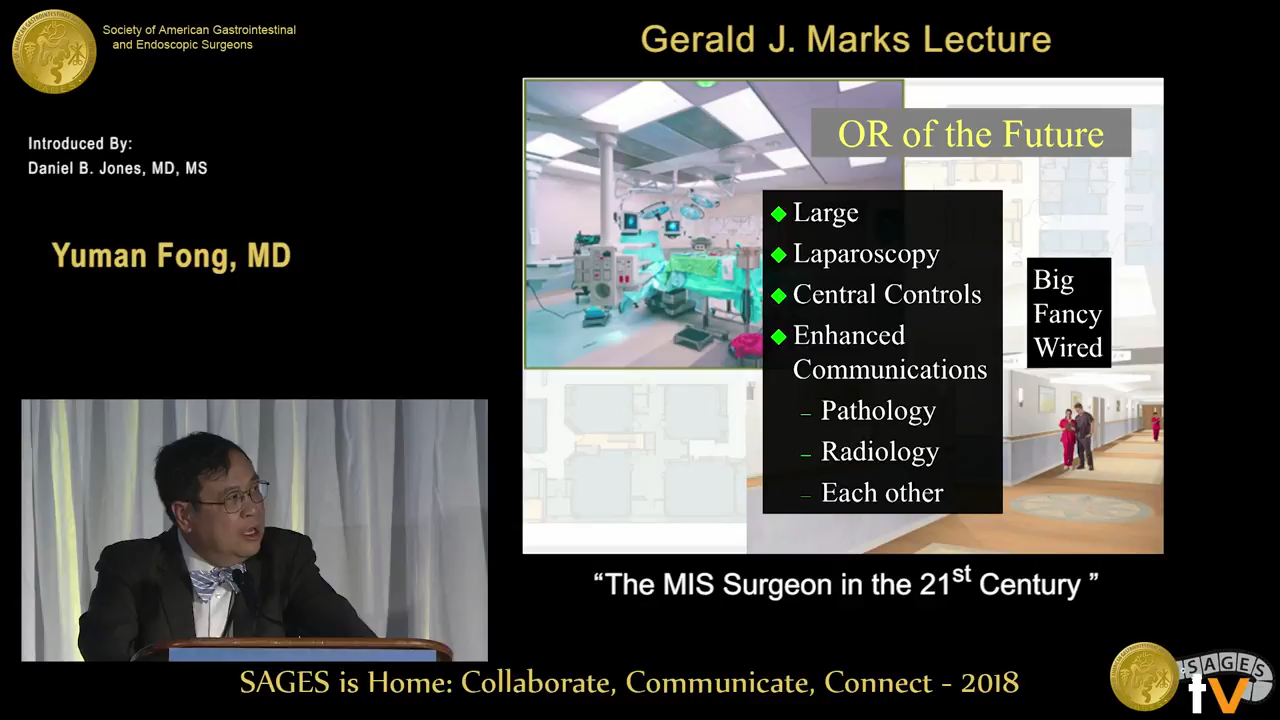 Society of American Gastrointestinal
and Endoscopic Surgeons
Gerald J. Marks Lecture
Introduced By:
Daniel B. Jones, MD, MS
Yuman Fong, MD
OR of the Future
Large
Laparoscopy
Central Controls
Enhanced
Communications
– Pathology
– Radiology
– Each other
Big
Fancy
Wired
“The MIS Surgeon in the 21st Century ”
SAGES is Home: Collaborate, Communicate, Connect - 2018
SAGES
tv